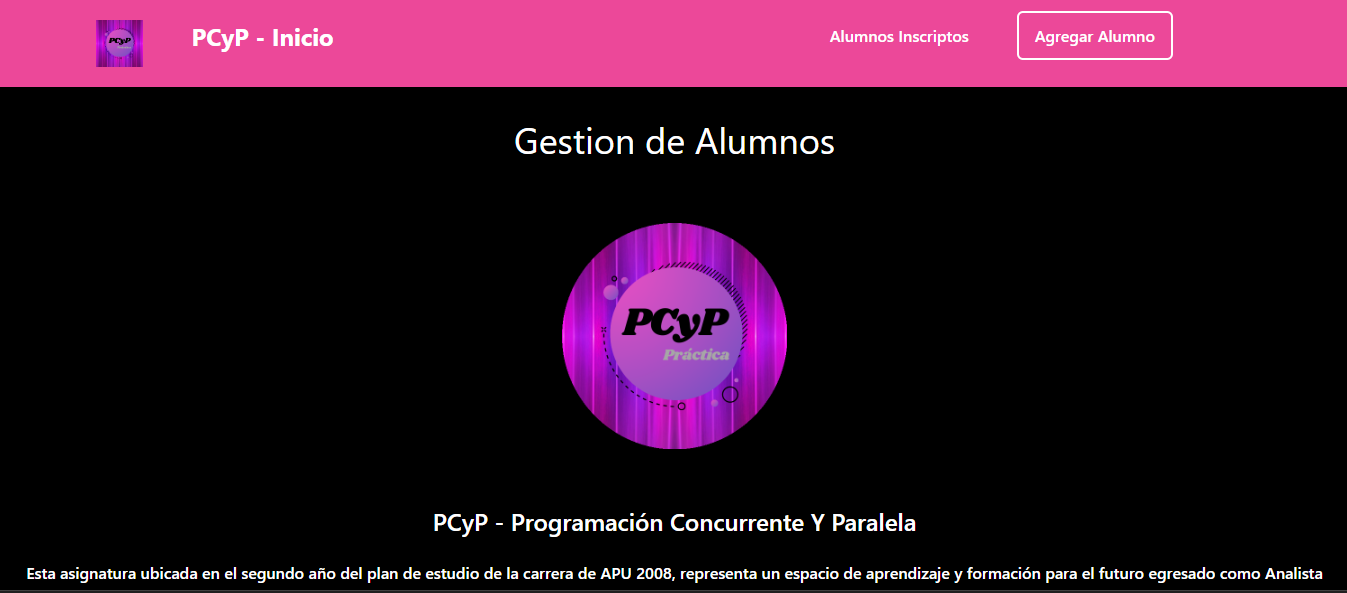 PCyP
PCyP - Inicio
Alumnos Inscriptos
Agregar Alumno
Gestion de Alumnos
PCyP
Práctica
PCyP - Programación Concurrente Y Paralela
Esta asignatura ubicada en el segundo año del plan de estudio de la carrera de APU 2008, representa un espacio de aprendizaje y formación para el futuro egresado como Analista